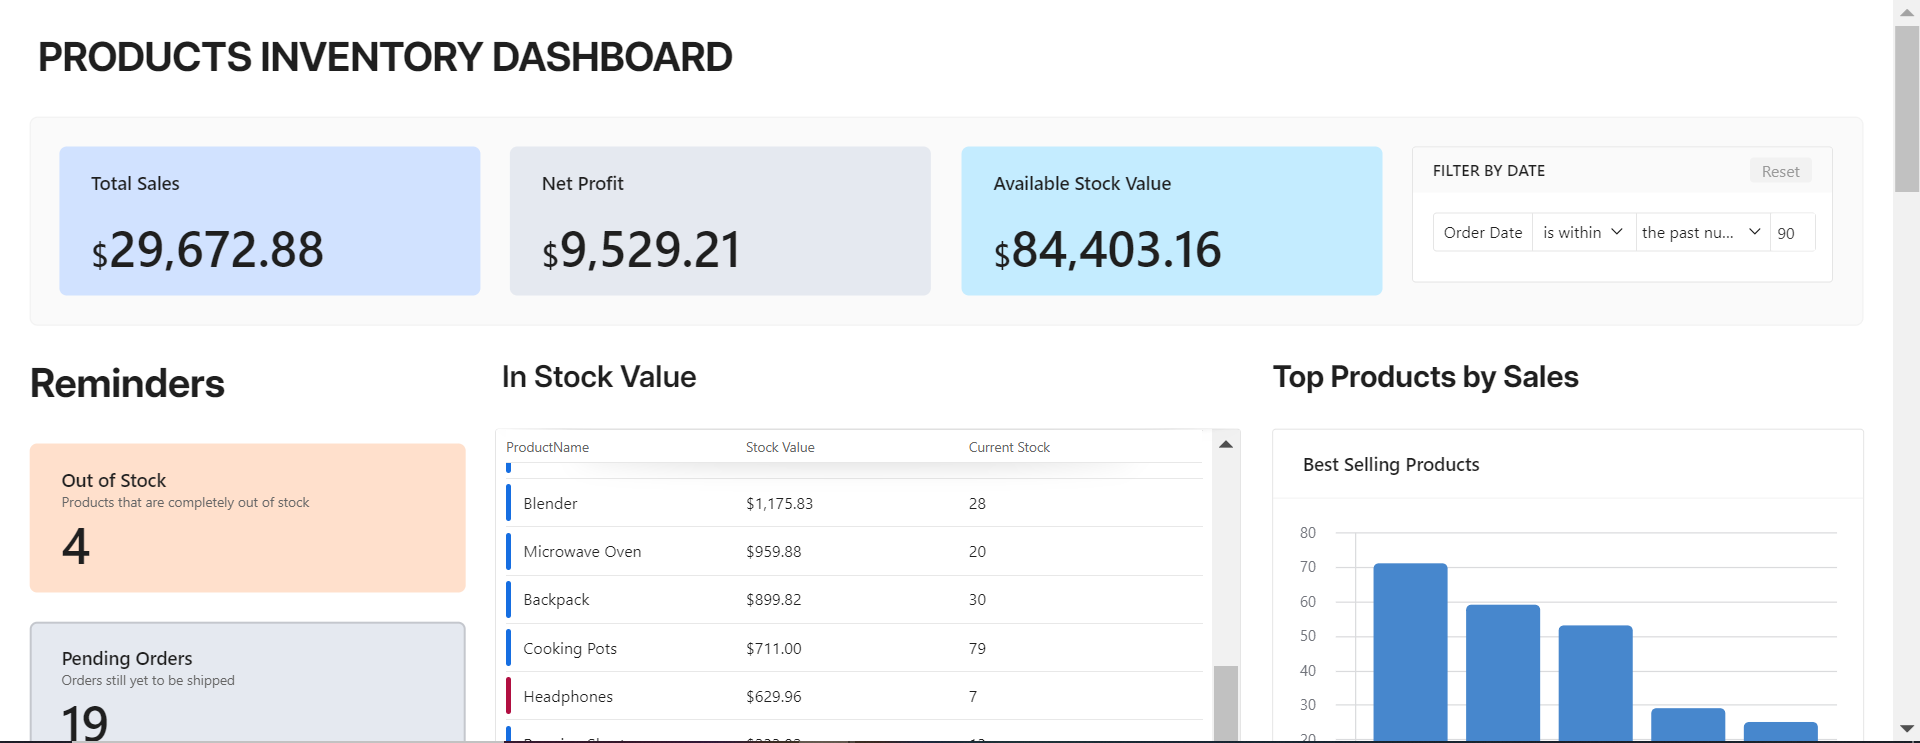 PRODUCTS INVENTORY DASHBOARD
Total Sales
$29,672.88
Net Profit
$9,529.21
Available Stock Value
$84,403.16
FILTER BY DATE Reset
Order Date is within the past nu... 90
Reminders
Out of Stock
Products that are completely out of stock
4
Pending Orders
Orders still yet to be shipped
19
In Stock Value
ProductName Stock Value Current Stock
Blender $1,175.83 28
Microwave Oven $959.88 20
Backpack $899.82 30
Cooking Pots $711.00 79
Headphones $629.96 7
Top Products by Sales
Best Selling Products
80
70
60
50
40
30
20